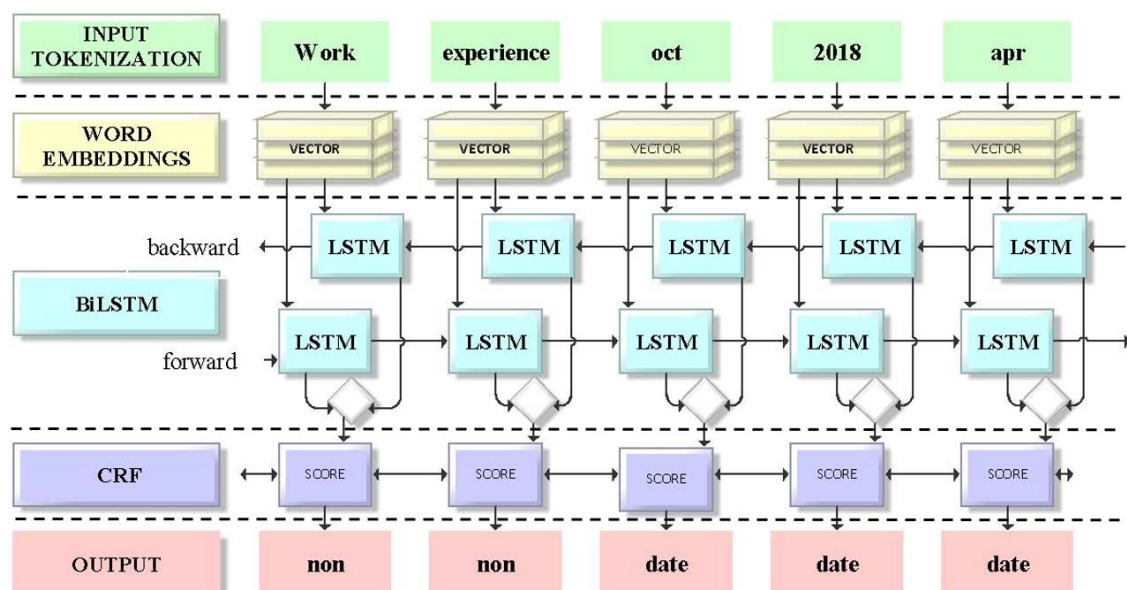 INPUT
TOKENIZATION
Work experience oct 2018 apr
WORD
EMBEDDINGS
VECTOR VECTOR VECTOR VECTOR VECTOR
backward
LSTM LSTM LSTM LSTM LSTM
BiLSTM
LSTM LSTM LSTM LSTM LSTM
forward
CRF
SCORE SCORE SCORE SCORE SCORE
OUTPUT
non non date date date